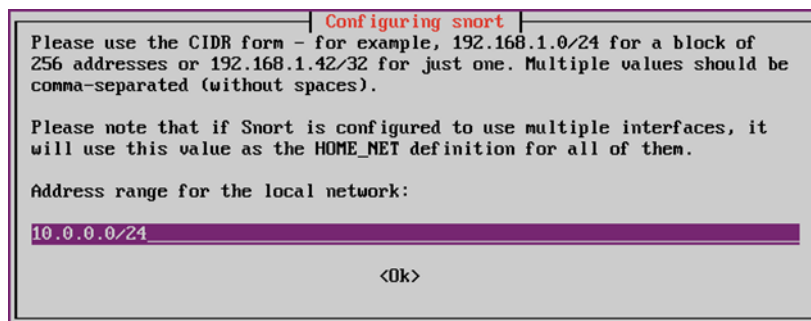 Configuring snort
Please use the CIDR form - for example, 192.168.1.0/24 for a block of
256 addresses or 192.168.1.42/32 for just one. Multiple values should be
comma-separated (without spaces).
Please note that if Snort is configured to use multiple interfaces, it
will use this value as the HOME_NET definition for all of them.
Address range for the local network:
10.0.0.0/24
<Ok>